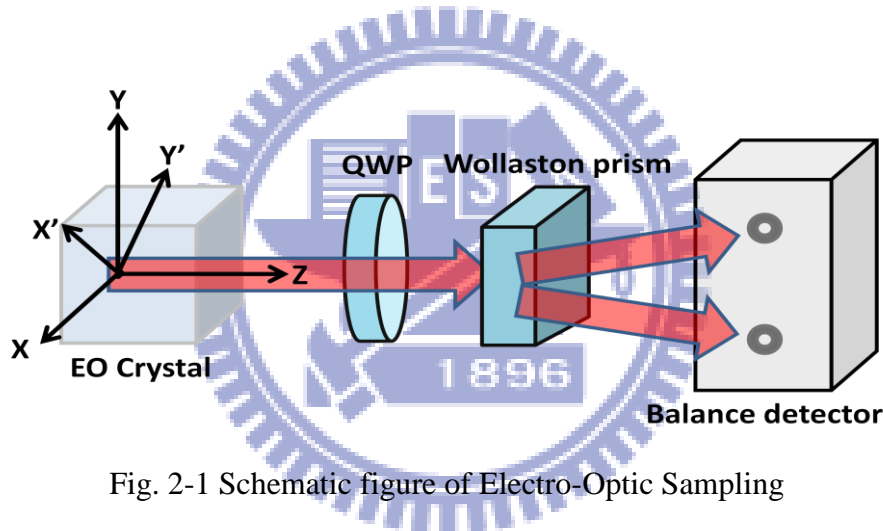 Y
Y'
QWP
Wollaston prism
X'
Z
X
EO Crystal
E S
1896
Balance detector
Fig. 2-1 Schematic figure of Electro-Optic Sampling